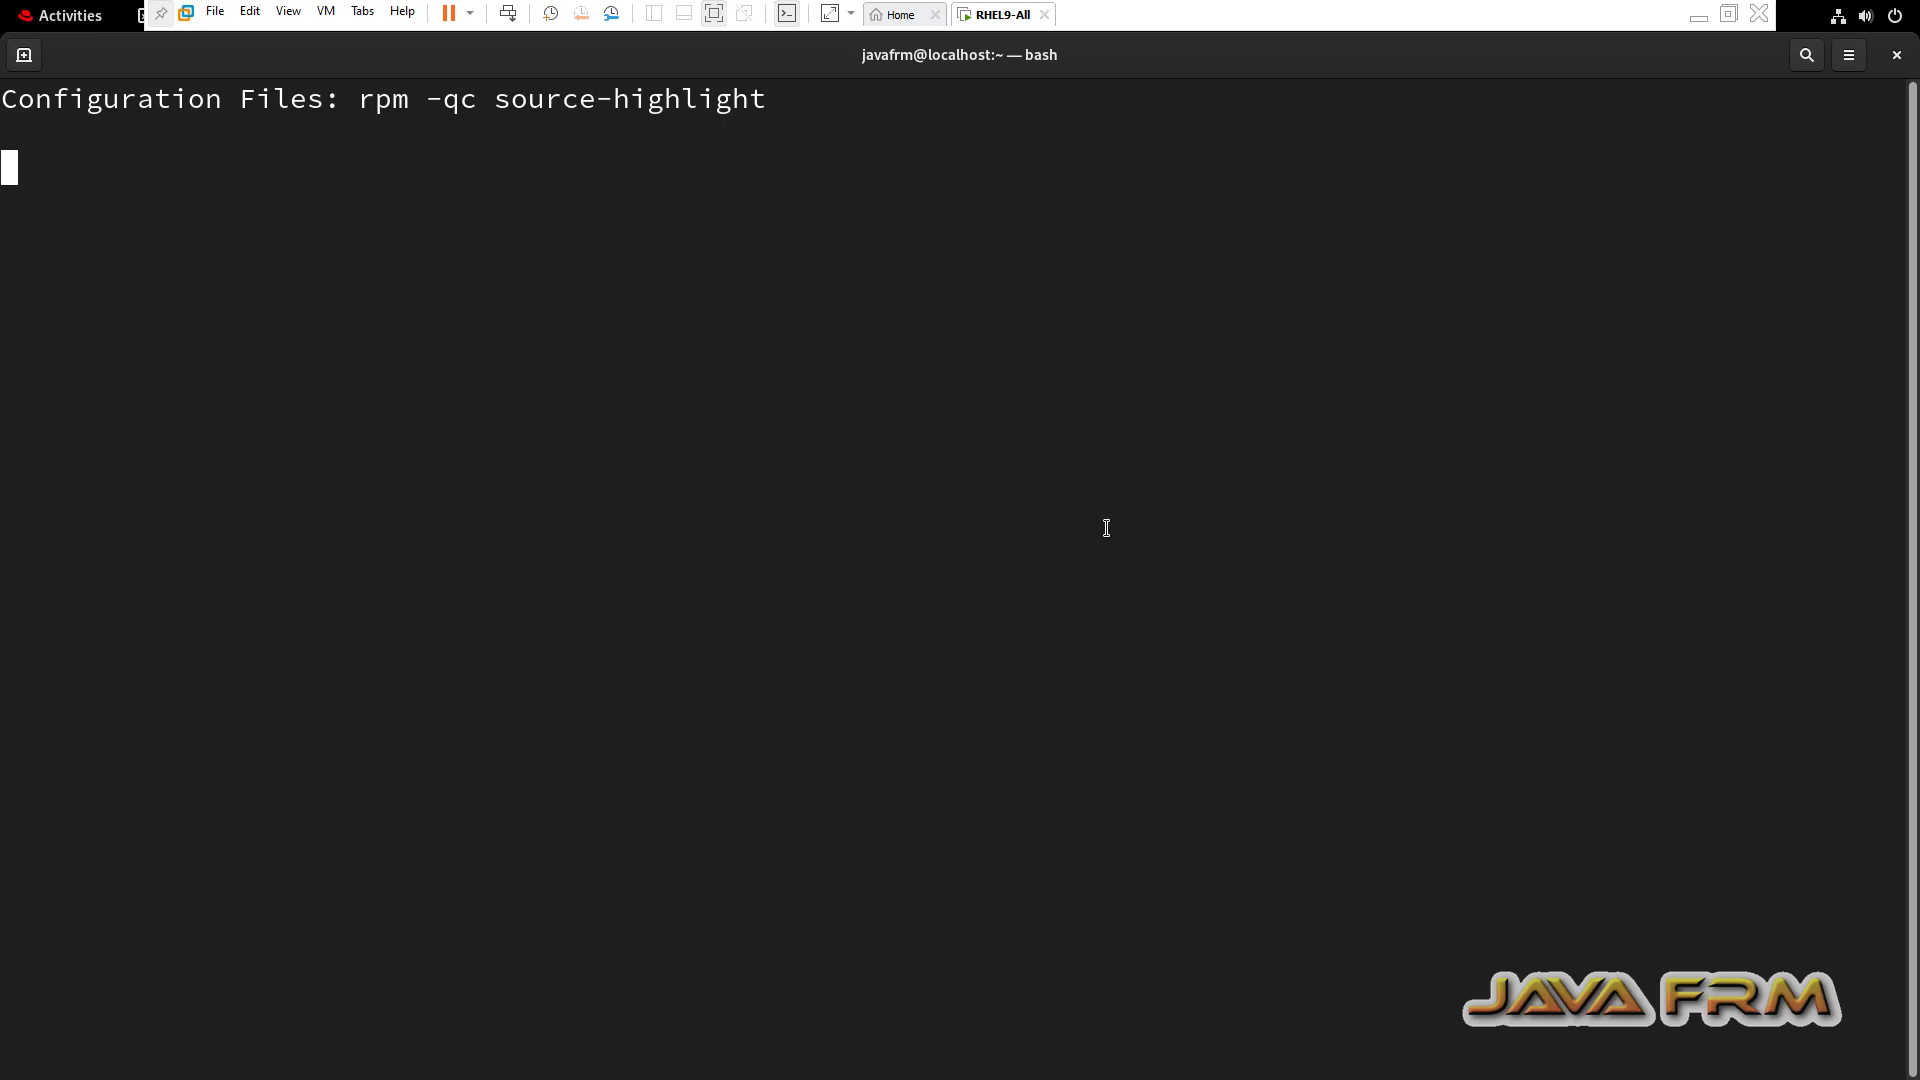 Activities
File Edit View VM Tabs Help
Home
RHEL9-All
javafrm@localhost:~ — bash
Configuration Files: rpm -qc source-highlight
JAVA FRM